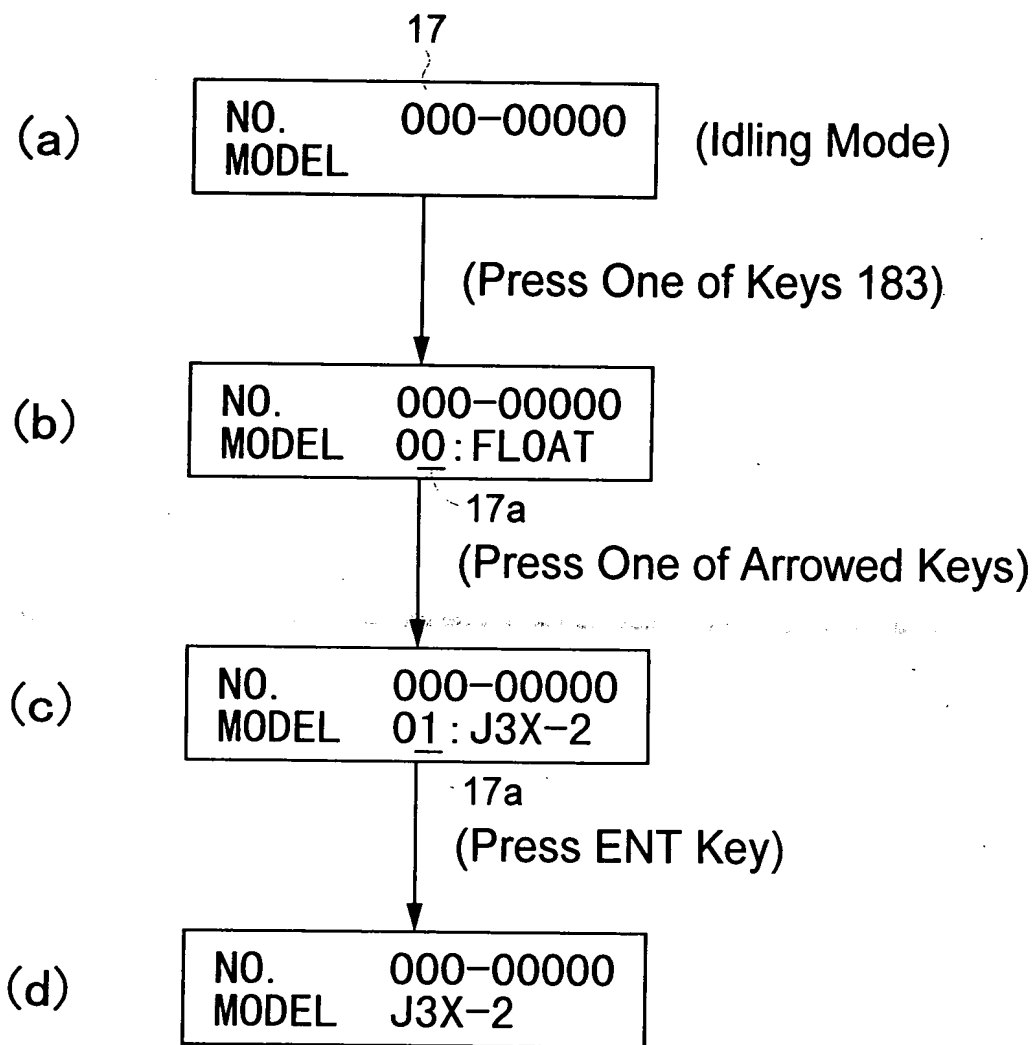 17
(a)
NO. 000-00000
MODEL
(Idling Mode)
(Press One of Keys 183)
(b)
NO. 000-00000
MODEL 00:FLOAT
17a
(Press One of Arrowed Keys)
(c)
NO. 000-00000
MODEL 01:J3X-2
17a
(Press ENT Key)
(d)
NO. 000-00000
MODEL J3X-2